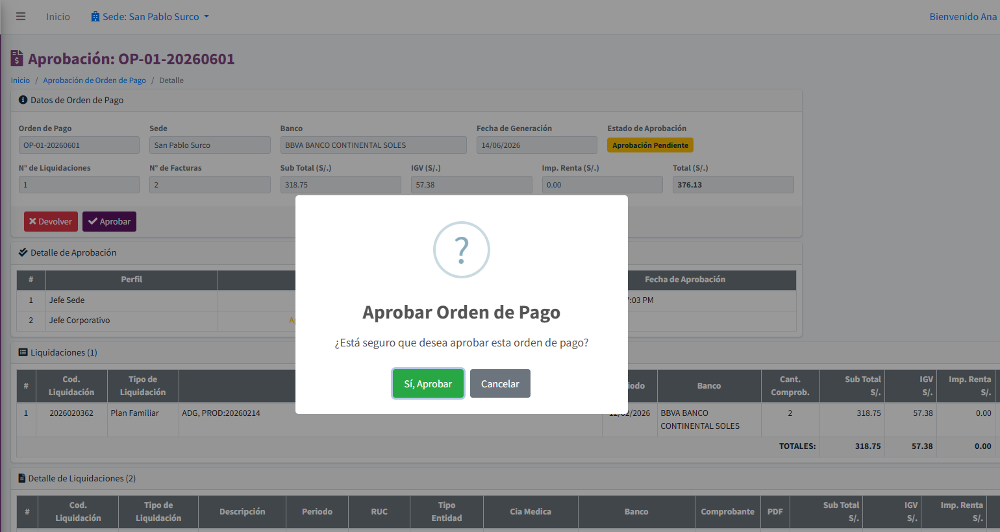 Inicio
Sede: San Pablo Surco
Bienvenido Ana
Aprobación: OP-01-20260601
Inicio / Aprobación de Orden de Pago / Detalle
Datos de Orden de Pago
Orden de Pago Sede Banco Fecha de Generación Estado de Aprobación
OP-01-20260601 San Pablo Surco BBVA BANCO CONTINENTAL SOLES 14/06/2026 Aprobación Pendiente
N° de Liquidaciones N° de Facturas Sub Total (S/.) IGV (S/.) Imp. Renta (S/.) Total (S/.)
1 2 318.75 57.38 0.00 376.13
Devolver Aprobar
Detalle de Aprobación
# Perfil Fecha de Aprobación
1 Jefe Sede 7:03 PM
2 Jefe Corporativo
?
Aprobar Orden de Pago
¿Está seguro que desea aprobar esta orden de pago?
Sí, Aprobar Cancelar
Liquidaciones (1)
# Cod. Liquidación Tipo de Liquidación Banco Cant. Comprob. Sub Total S/. IGV S/. Imp. Renta S/.
1 2026020362 Plan Familiar ADG, PROD:20260214 12/02/2026 BBVA BANCO CONTINENTAL SOLES 2 318.75 57.38 0.00
TOTALES: 318.75 57.38 0.00
Detalle de Liquidaciones (2)
# Cod. Liquidación Tipo de Liquidación Descripción Periodo RUC Tipo Entidad Cia Medica Banco Comprobante PDF Sub Total S/. IGV S/. Imp. Renta S/.